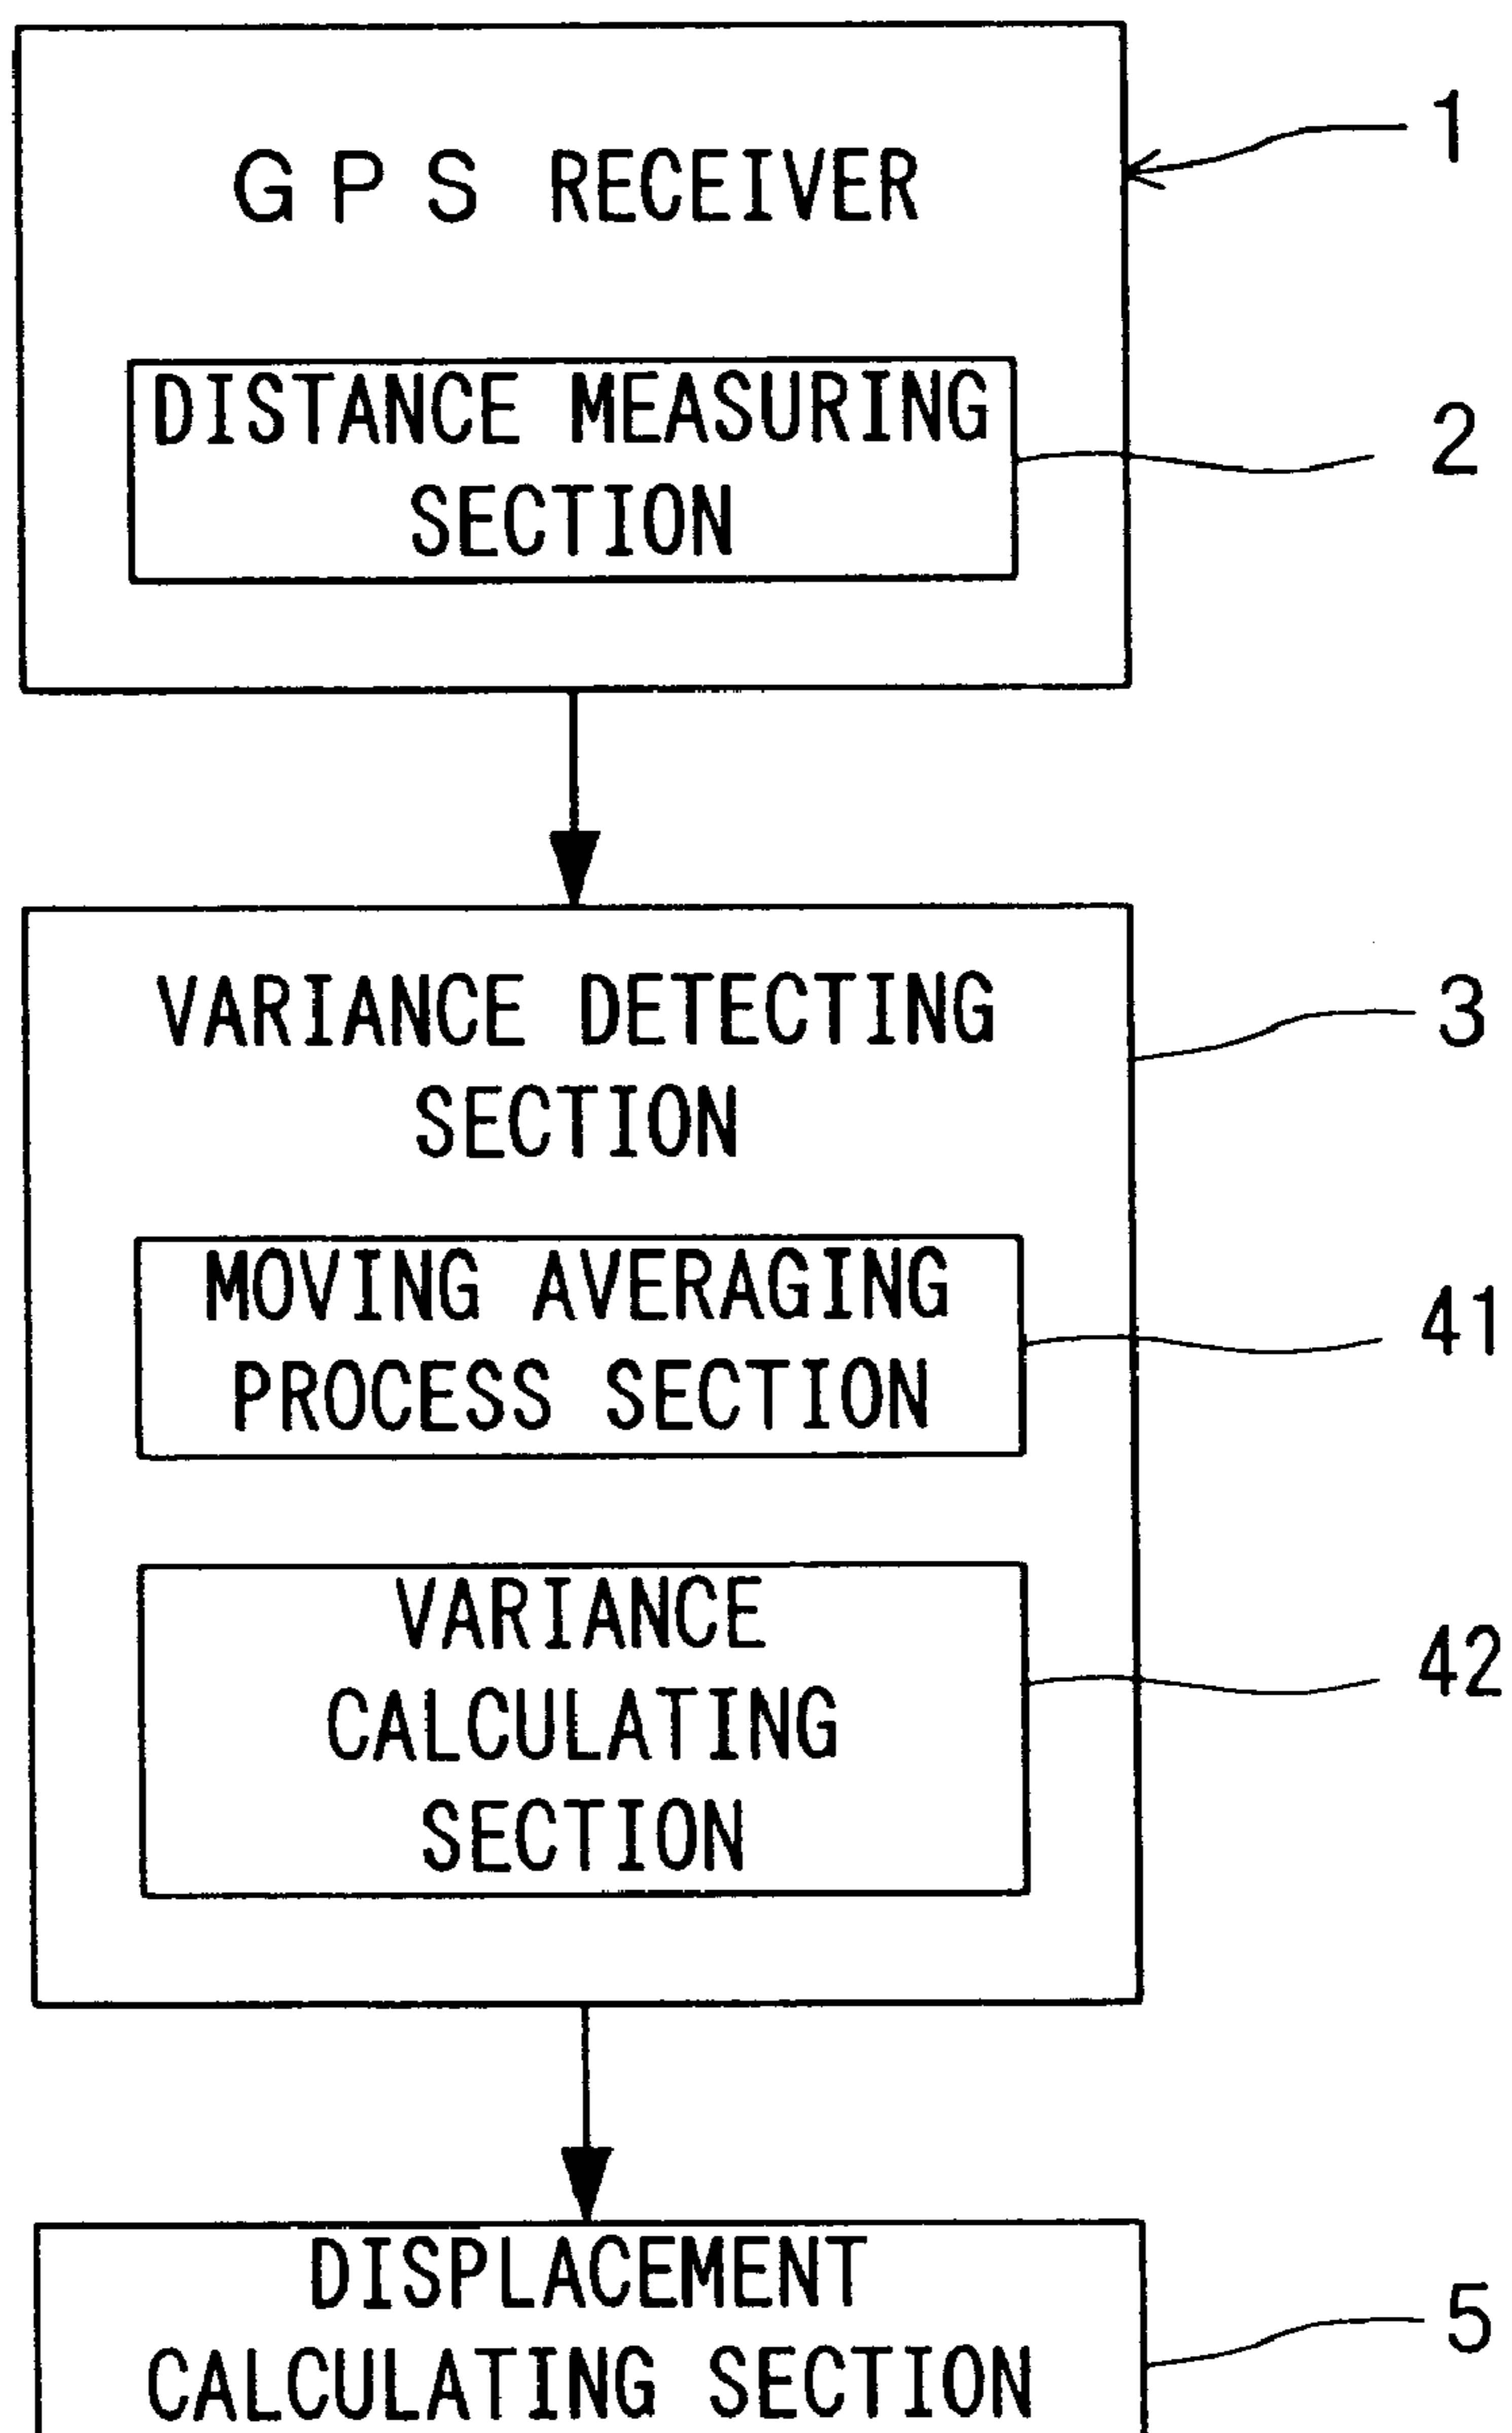 GPS RECEIVER
1
DISTANCE MEASURING
2
SECTION
VARIANCE DETECTING
3
SECTION
MOVING AVERAGING
41
PROCESS SECTION
VARIANCE
42
CALCULATING
SECTION
DISPLACEMENT
5
CALCULATING SECTION